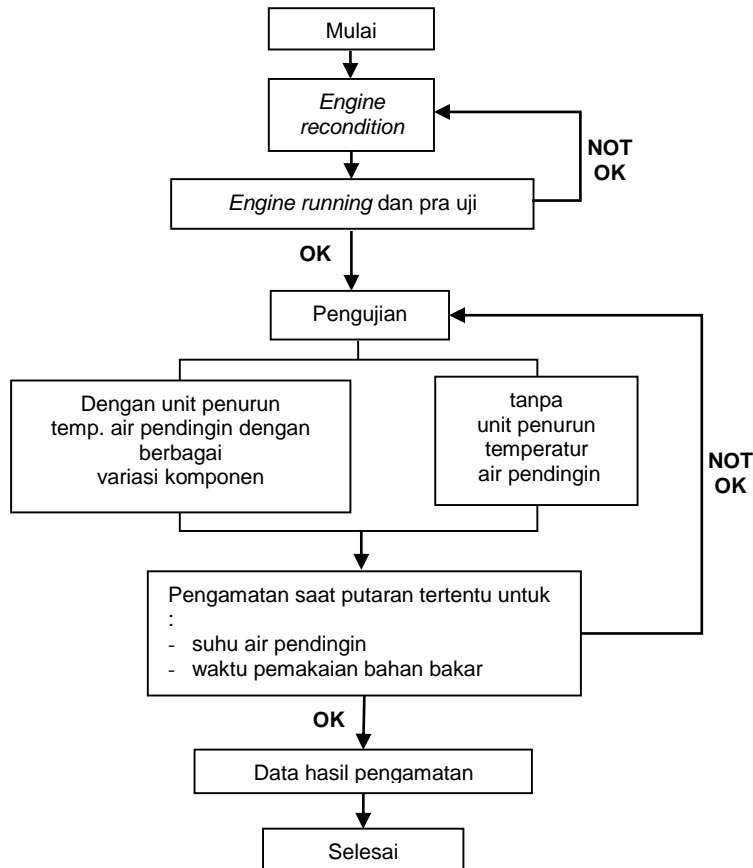 Mulai
Engine
recondition
NOT
OK
Engine running dan pra uji
OK
Pengujian
Dengan unit penurun
temp. air pendingin dengan
berbagai
variasi komponen
tanpa
unit penurun
temperatur
air pendingin
NOT
OK
Pengamatan saat putaran tertentu untuk
:
- suhu air pendingin
- waktu pemakaian bahan bakar
OK
Data hasil pengamatan
Selesai